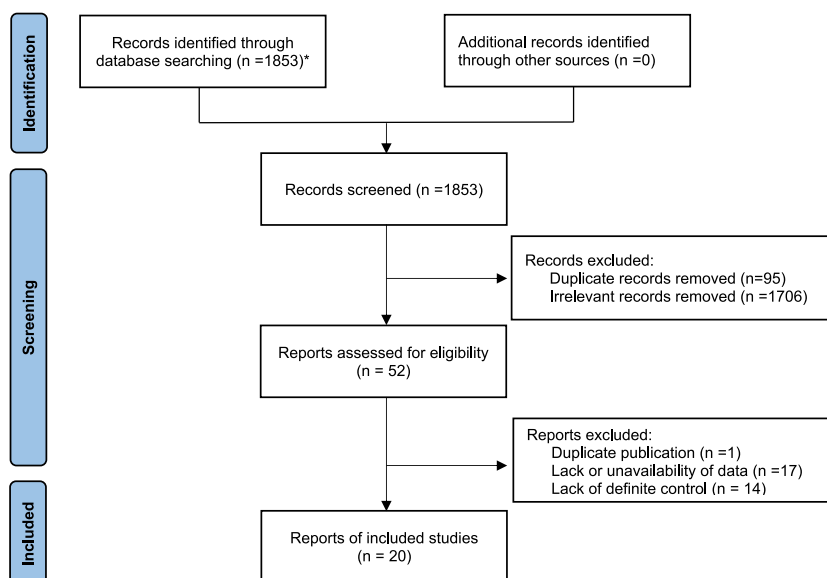 Identification
Records identified through
database searching (n =1853)*
Additional records identified
through other sources (n =0)
Screening
Records screened (n =1853)
Records excluded:
Duplicate records removed (n=95)
Irrelevant records removed (n =1706)
Reports assessed for eligibility
(n = 52)
Reports excluded:
Duplicate publication (n =1)
Lack or unavailability of data (n =17)
Lack of definite control (n = 14)
Included
Reports of included studies
(n = 20)